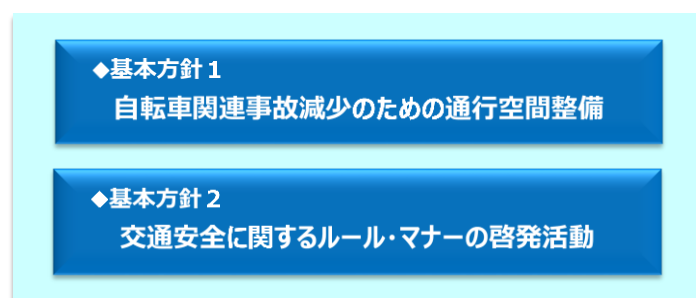 ◆基本方針１
自転車関連事故減少のための通行空間整備
◆基本方針２
交通安全に関するルール・マナーの啓発活動